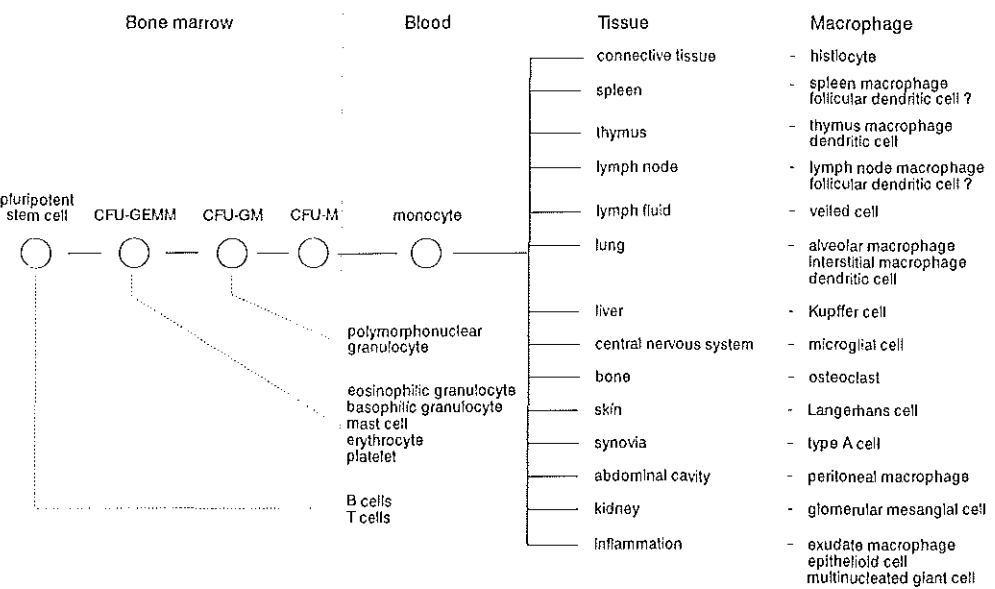 Bone marrow Blood Tissue Macrophage
connective tissue - histiocyte
spleen - spleen macrophage
follicular dendritic cell ?
thymus - thymus macrophage
dendritic cell
lymph node - lymph node macrophage
follicular dendritic cell ?
pluripotent
stem cell CFU-GEMM CFU-GM CFU-M monocyte
lymph fluid - veiled cell
lung - alveolar macrophage
interstitial macrophage
dendritic cell
liver - Kupffer cell
polymorphonuclear
granulocyte
central nervous system - microglial cell
bone - osteoclast
eosinophilic granulocyte
basophilic granulocyte
mast cell
erythrocyte
platelet
skin - Langerhans cell
synovia - type A cell
abdominal cavity - peritoneal macrophage
B cells
T cells
kidney - glomerular mesangial cell
inflammation - exudate macrophage
epithelioid cell
multinucleated giant cell